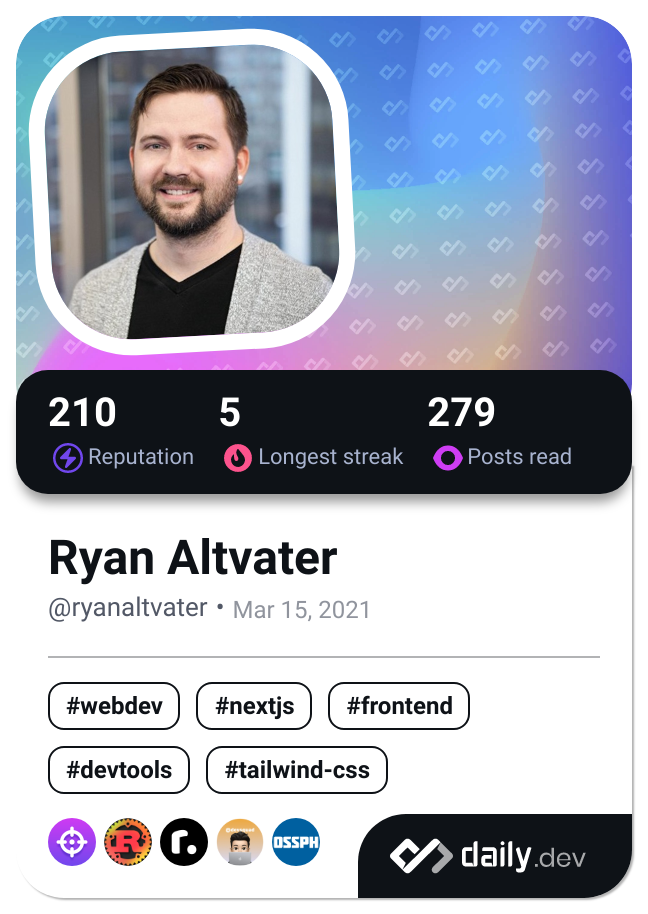 210 5 279
Reputation Longest streak Posts read
Ryan Altvater
@ryanaltvater • Mar 15, 2021
#webdev #nextjs #frontend
#devtools #tailwind-css
R r. OSSPH
daily.dev